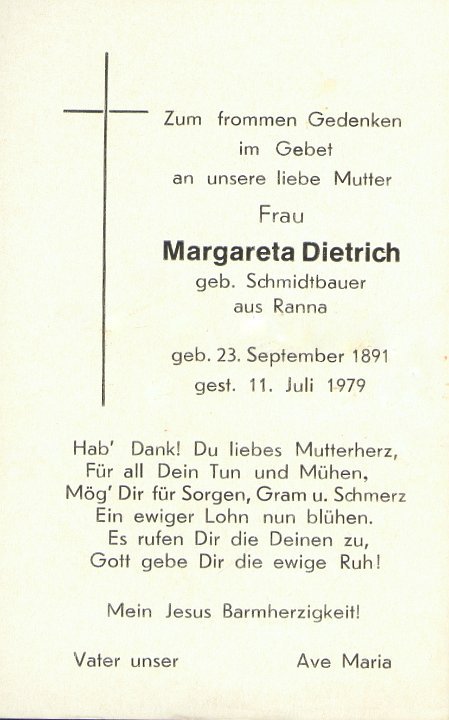 Zum frommen Gedenken
im Gebet
an unsere liebe Mutter
Frau
Margareta Dietrich
geb. Schmidtbauer
aus Ranna
geb. 23. September 1891
gest. 11. Juli 1979
Hab' Dank! Du liebes Mutterherz,
Für all Dein Tun und Mühen,
Mög' Dir für Sorgen, Gram u. Schmerz
Ein ewiger Lohn nun blühen.
Es rufen Dir die Deinen zu,
Gott gebe Dir die ewige Ruh!
Mein Jesus Barmherzigkeit!
Vater unser Ave Maria